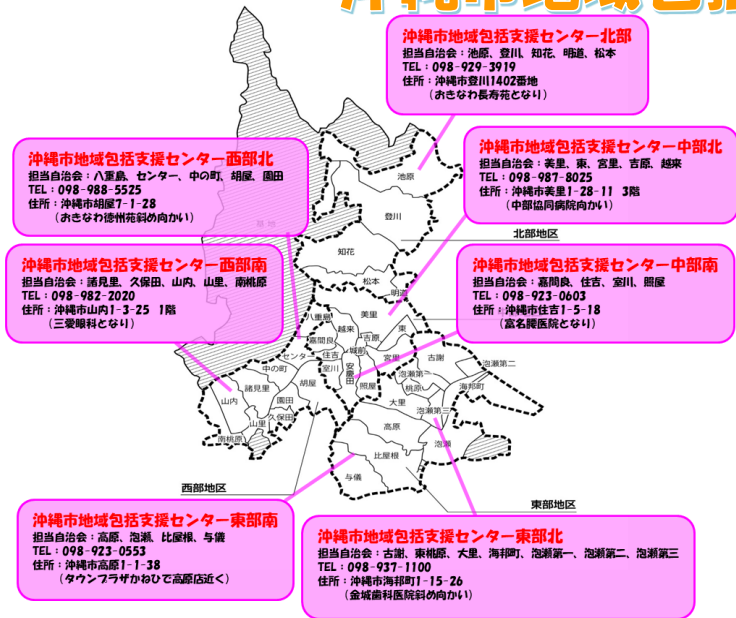 沖縄市地域包括
沖縄市地域包括支援センター北部
担当自治会：池原、登川、知花、明道、松本
TEL：098-929-3919
住所：沖縄市登川1402番地
（おきなわ長寿苑となり）
沖縄市地域包括支援センター西部北
担当自治会：八重島、センター、中の町、胡屋、園田
TEL：098-988-5525
住所：沖縄市胡屋7-1-28
（おきなわ徳州苑斜め向かい）
沖縄市地域包括支援センター中部北
担当自治会：美里、東、宮里、吉原、越来
TEL：098-987-8025
住所：沖縄市美里1-28-11 3階
（中部協同病院向かい）
沖縄市地域包括支援センター西部南
担当自治会：諸見里、久保田、山内、山里、南桃原
TEL：098-982-2020
住所：沖縄市山内1-3-25 1階
（三愛眼科となり）
沖縄市地域包括支援センター中部南
担当自治会：嘉間良、住吉、室川、照屋
TEL：098-923-0603
住所：沖縄市住吉1-5-18
（富名腰医院となり）
池原
登川
北部地区
知花
松本
明道
八重島
美里
越来
吉原
東
嘉間良
城前
センター
住吉
宮里
古謝
泡瀬第二
中の町
室川
安慶田
照屋
泡瀬第一
海邦町
諸見里
胡屋
桃原
山内
園田
大里
泡瀬第三
久保田
山里
高原
南桃原
泡瀬
比屋根
与儀
西部地区
東部地区
沖縄市地域包括支援センター東部南
担当自治会：高原、泡瀬、比屋根、与儀
TEL：098-923-0553
住所：沖縄市高原1-1-38
（タウンプラザかねひで高原店近く）
沖縄市地域包括支援センター東部北
担当自治会：古謝、東桃原、大里、海邦町、泡瀬第一、泡瀬第二、泡瀬第三
TEL：098-937-1100
住所：沖縄市海邦町1-15-26
（金城歯科医院斜め向かい）